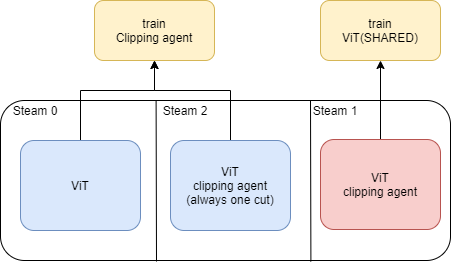 train
Clipping agent
train
ViT(SHARED)
Steam 0
Steam 2
Steam 1
ViT
ViT
clipping agent
(always one cut)
ViT
clipping agent